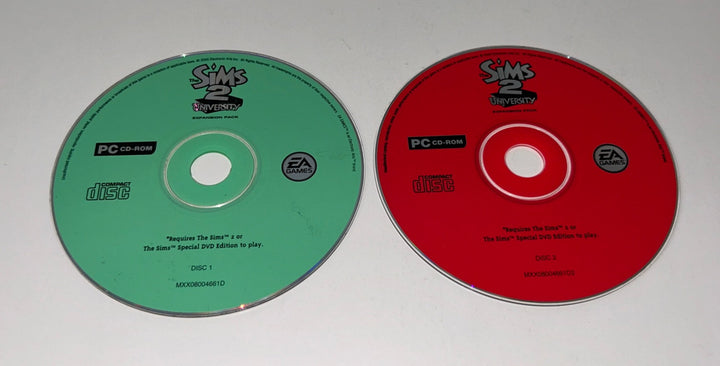 The SiMS
2
UNIVERSITY
EXPANSION PACK
PC CD-ROM
COMPACT
disc
EA
GAMES
*Requires The Sims™ 2 or
The Sims™ Special DVD Edition to play.
DISC 1
MXX08004661D
The SiMS
2
UNIVERSITY
EXPANSION PACK
PC CD-ROM
COMPACT
disc
EA
GAMES
*Requires The Sims™ 2 or
The Sims™ Special DVD Edition to play.
DISC 2